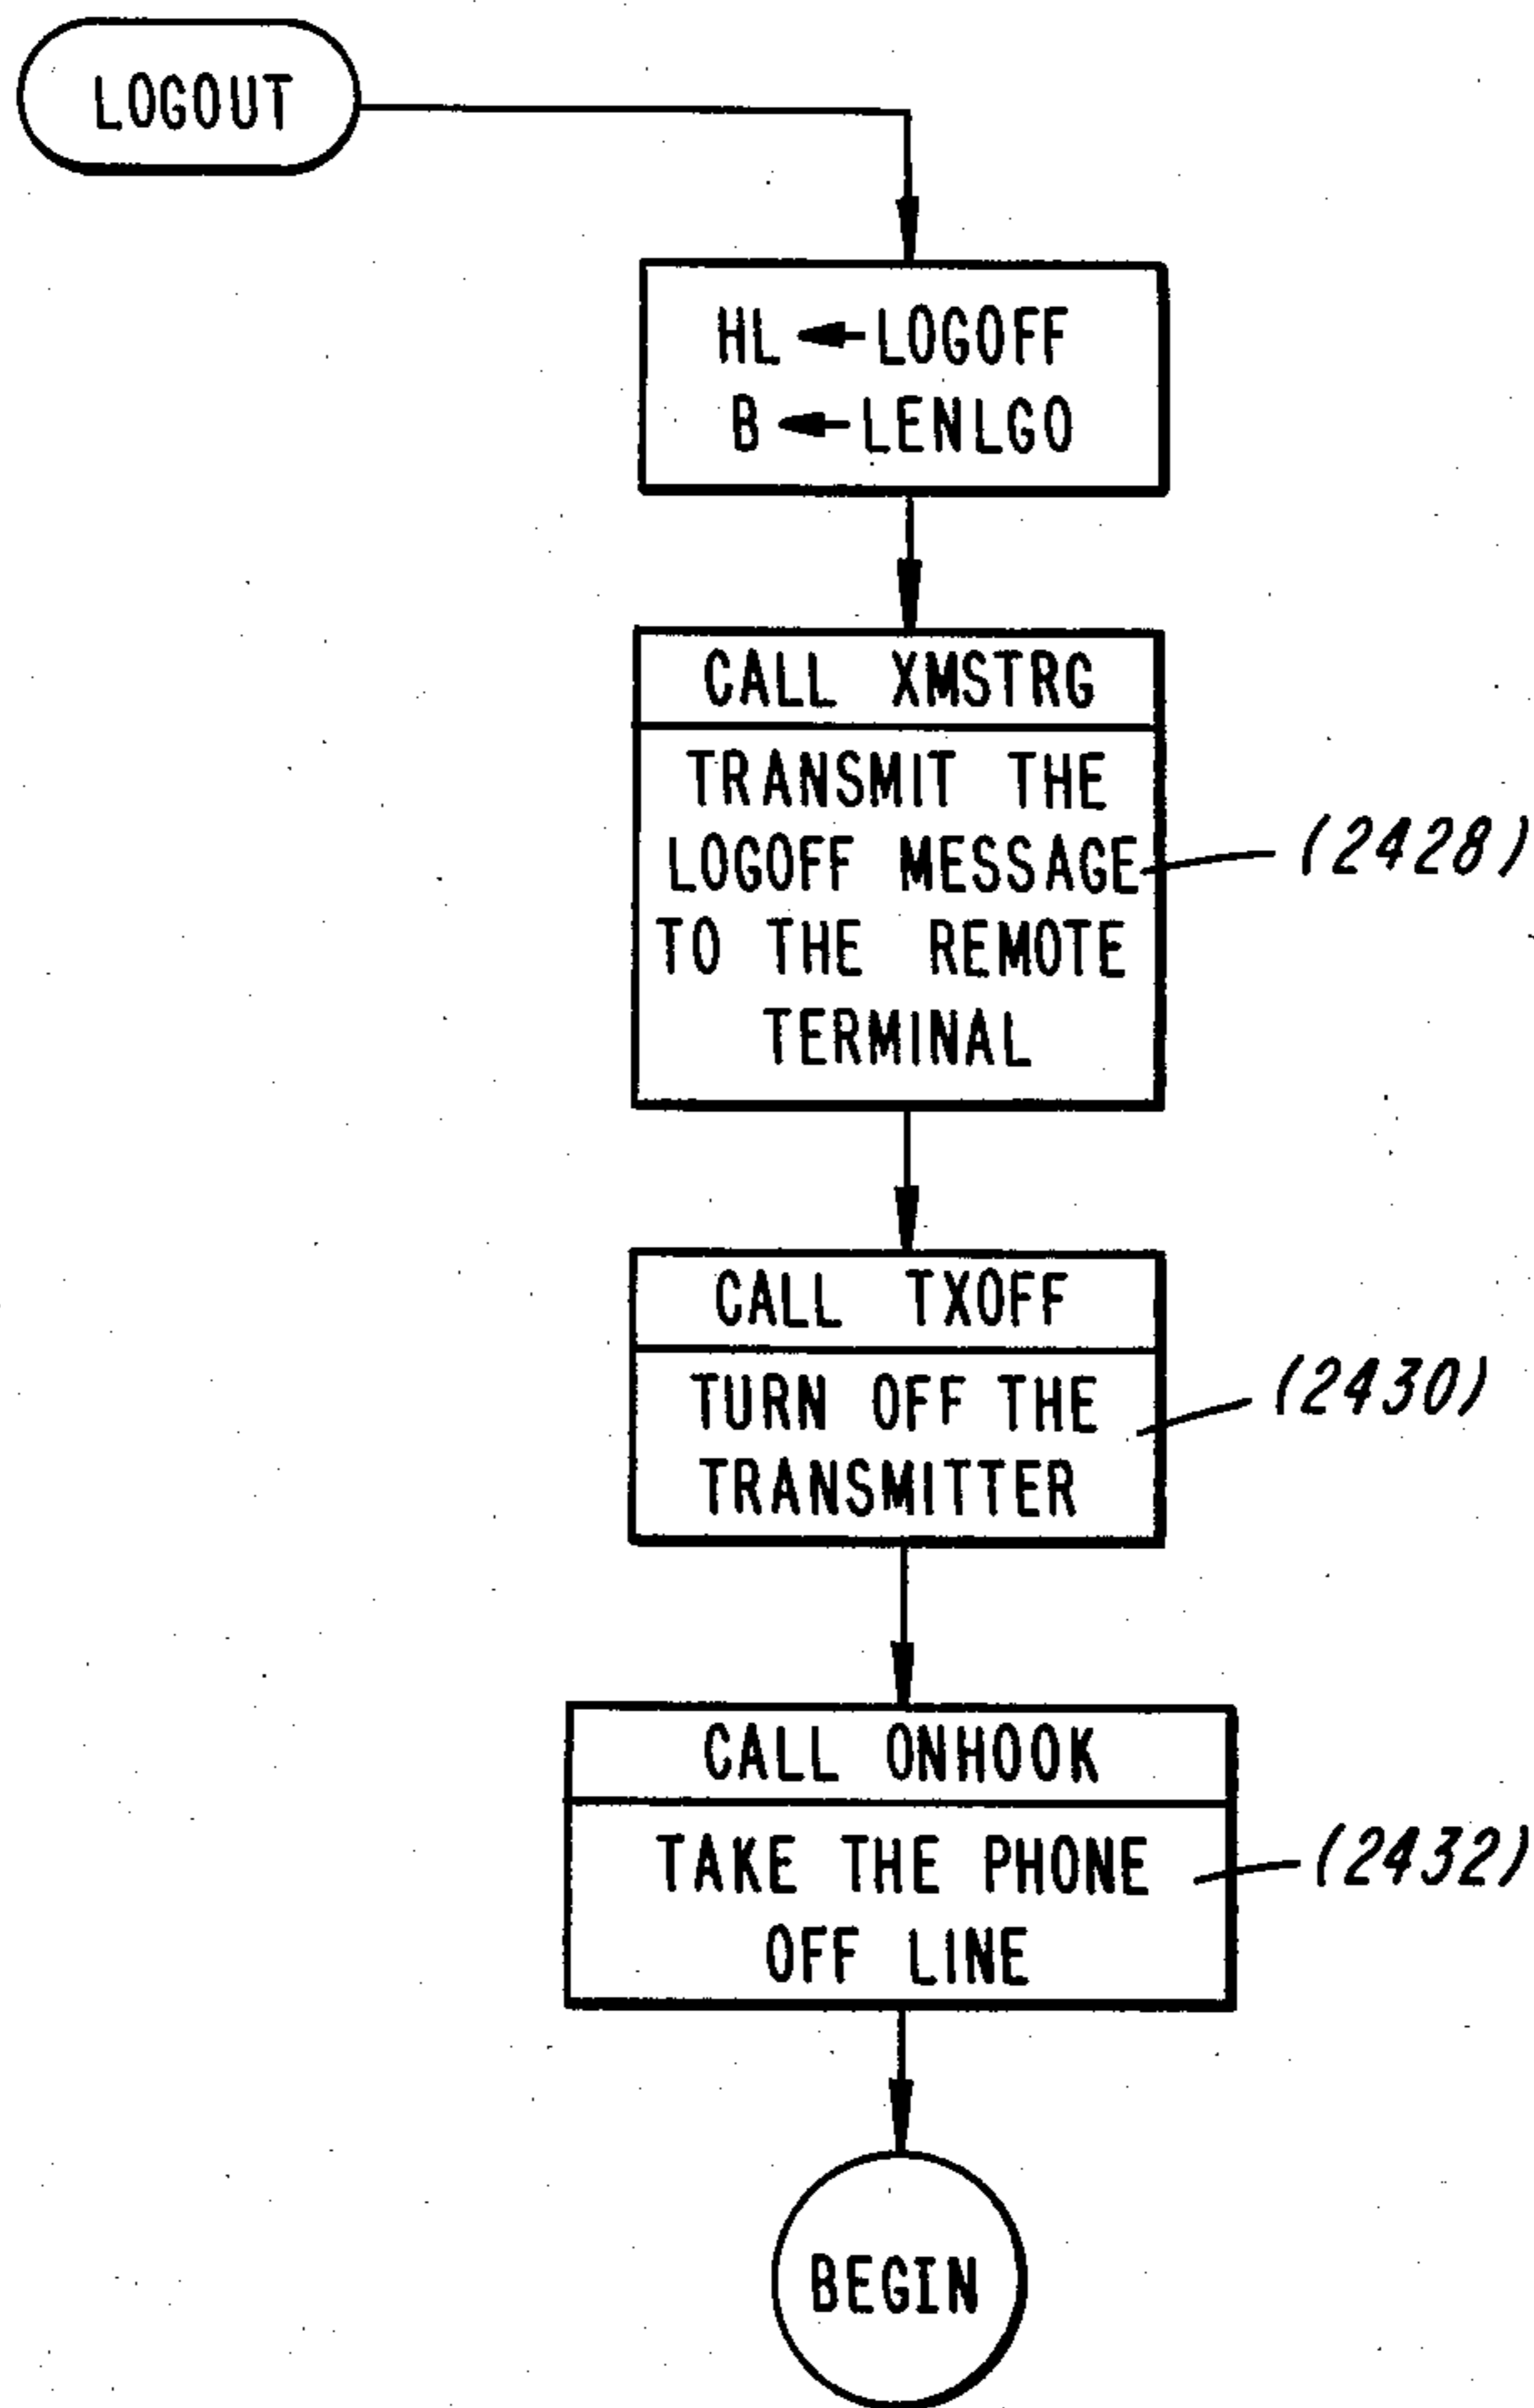 LOGOUT
HL ← LOGOFF
B ← LENLGO
CALL XMSTRG
TRANSMIT THE
LOGOFF MESSAGE
TO THE REMOTE
TERMINAL
(2428)
CALL TXOFF
TURN OFF THE
TRANSMITTER
(2430)
CALL ONHOOK
TAKE THE PHONE
OFF LINE
(2432)
BEGIN